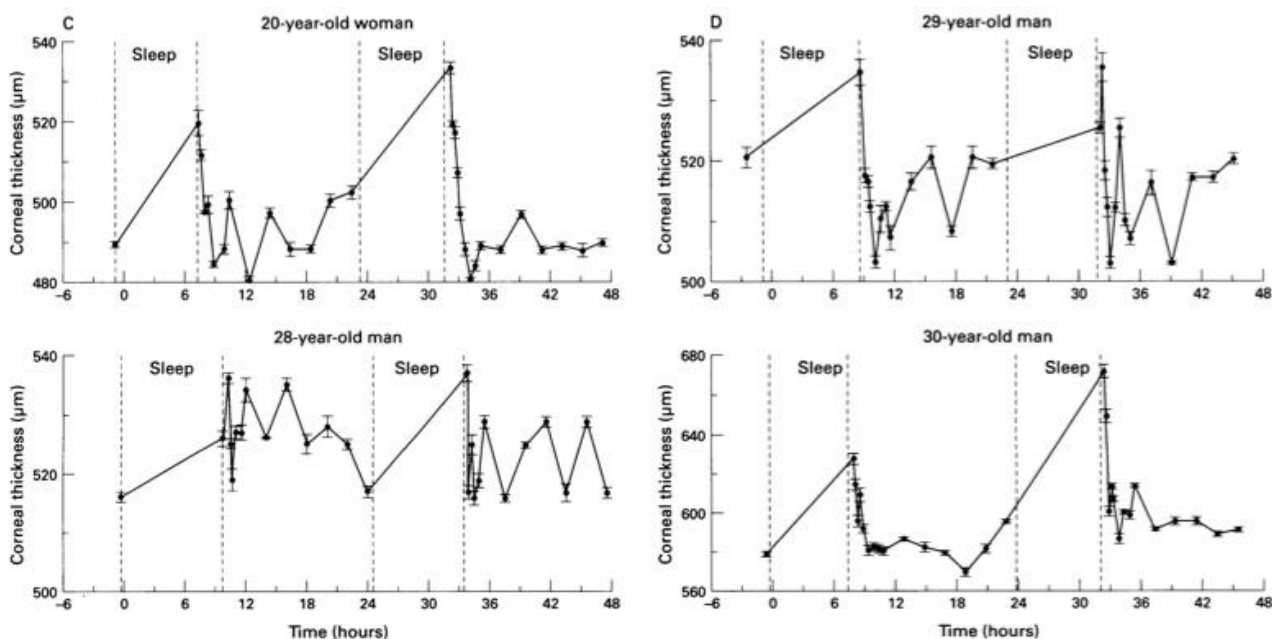 C
20-year-old woman
Corneal thickness (μm)
540
520
500
480
Sleep
Sleep
-6 0 6 12 18 24 30 36 42 48
D
29-year-old man
Corneal thickness (μm)
540
520
500
Sleep
Sleep
-6 0 6 12 18 24 30 36 42 48
28-year-old man
Corneal thickness (μm)
540
520
500
Sleep
Sleep
-6 0 6 12 18 24 30 36 42 48
Time (hours)
30-year-old man
Corneal thickness (μm)
680
640
600
560
Sleep
Sleep
-6 0 6 12 18 24 30 36 42 48
Time (hours)